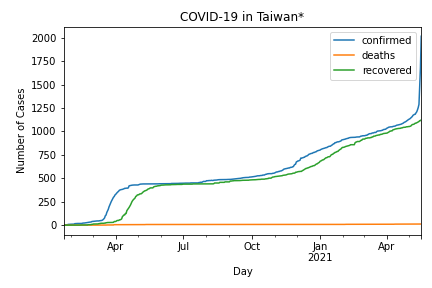 COVID-19 in Taiwan*
confirmed
deaths
recovered
Number of Cases
2000
1750
1500
1250
1000
750
500
250
0
Apr
Jul
Oct
Jan
2021
Apr
Day